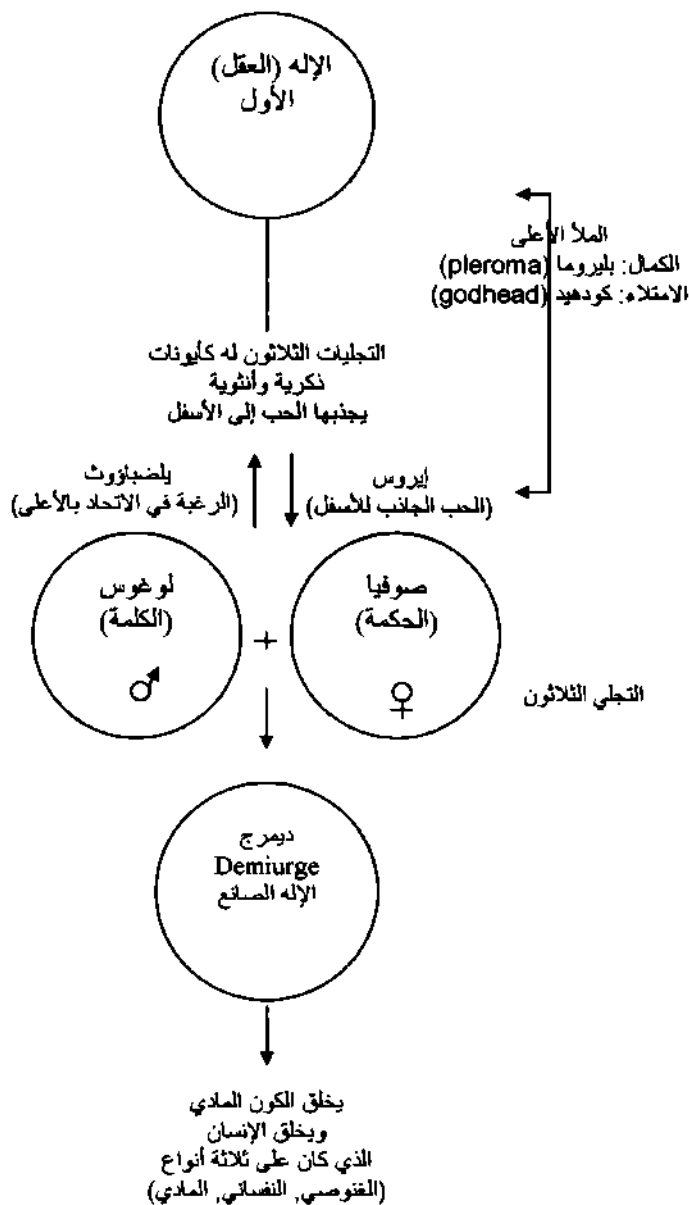 الإله (العقل)
الأول
الملأ الأعلى
الكمال: بليروما (pleroma)
الامتلاء: كودهيد (godhead)
التجليات الثلاثون له كأيونات
ذكرية وأنثوية
يجذبها الحب إلى الأسفل
إيروس
(الحب الجانب للأسفل)
يلضباؤوث
(الرغبة في الاتحاد بالأعلى)
صوفيا
(الحكمة)
♀
+
لوغوس
(الكلمة)
♂
التجلي الثلاثون
ديمرج
Demiurge
الإله الصانع
يخلق الكون المادي
ويخلق الإنسان
الذي كان على ثلاثة أنواع
(الغنوصي, النفساني, المادي)